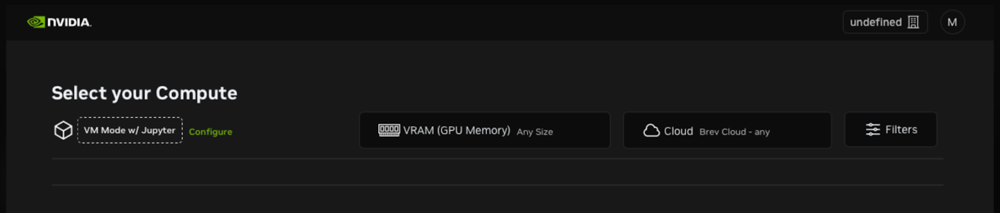 NVIDIA.
undefined
M
Select your Compute
VM Mode w/ Jupyter Configure
VRAM (GPU Memory) Any Size
Cloud Brev Cloud - any
Filters